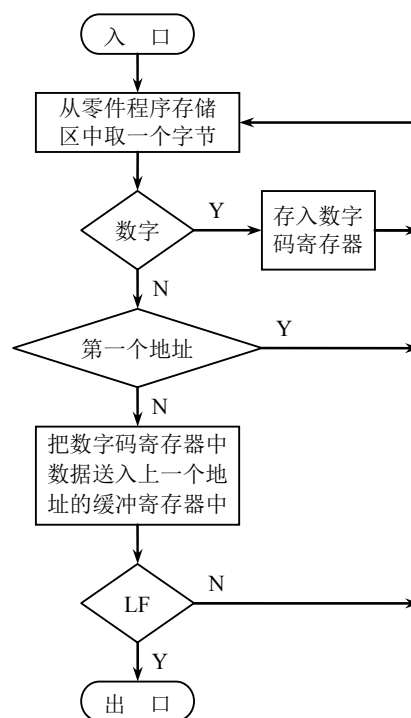 入 口
从零件程序存储
区中取一个字节
数字
Y
存入数字
码寄存器
N
第一个地址
Y
N
把数字码寄存器中
数据送入上一个地
址的缓冲寄存器中
LF
N
Y
出 口